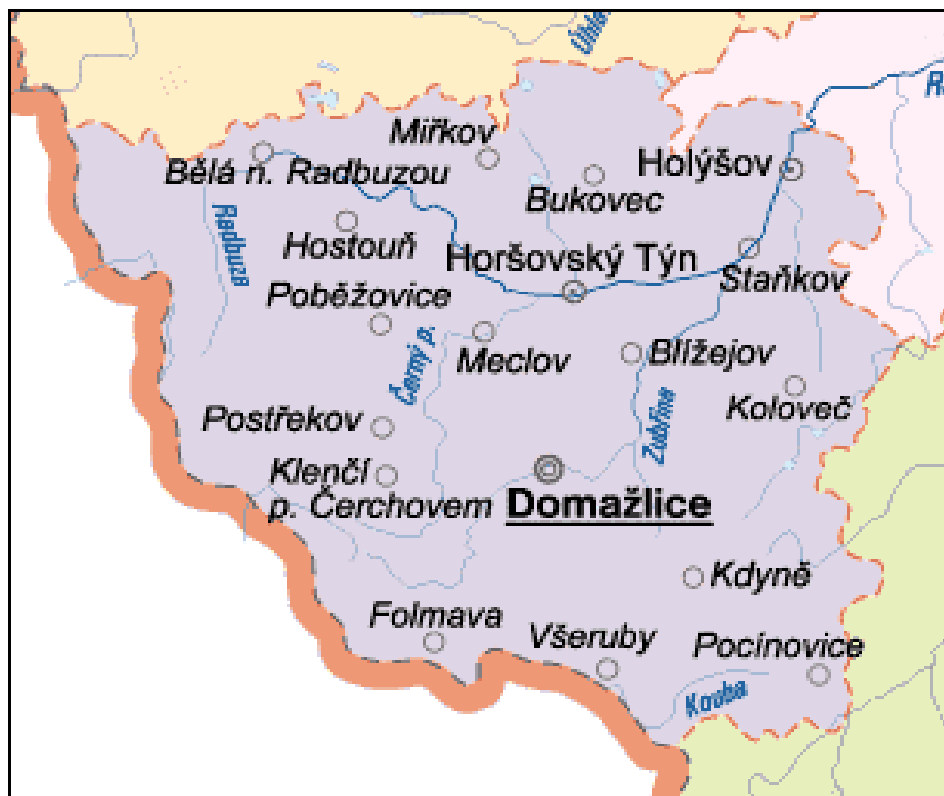 Mířkov
Bělá n. Radbuzou
Bukovec
Holýšov
Radbuza
Hostouň
Horšovský Týn
Staňkov
Poběžovice
Černý p.
Meclov
Blížejov
Koloveč
Zubřina
Postřekov
Klenčí
p. Čerchovem
Domažlice
Kdyně
Folmava
Všeruby
Pocinovice
Kouba